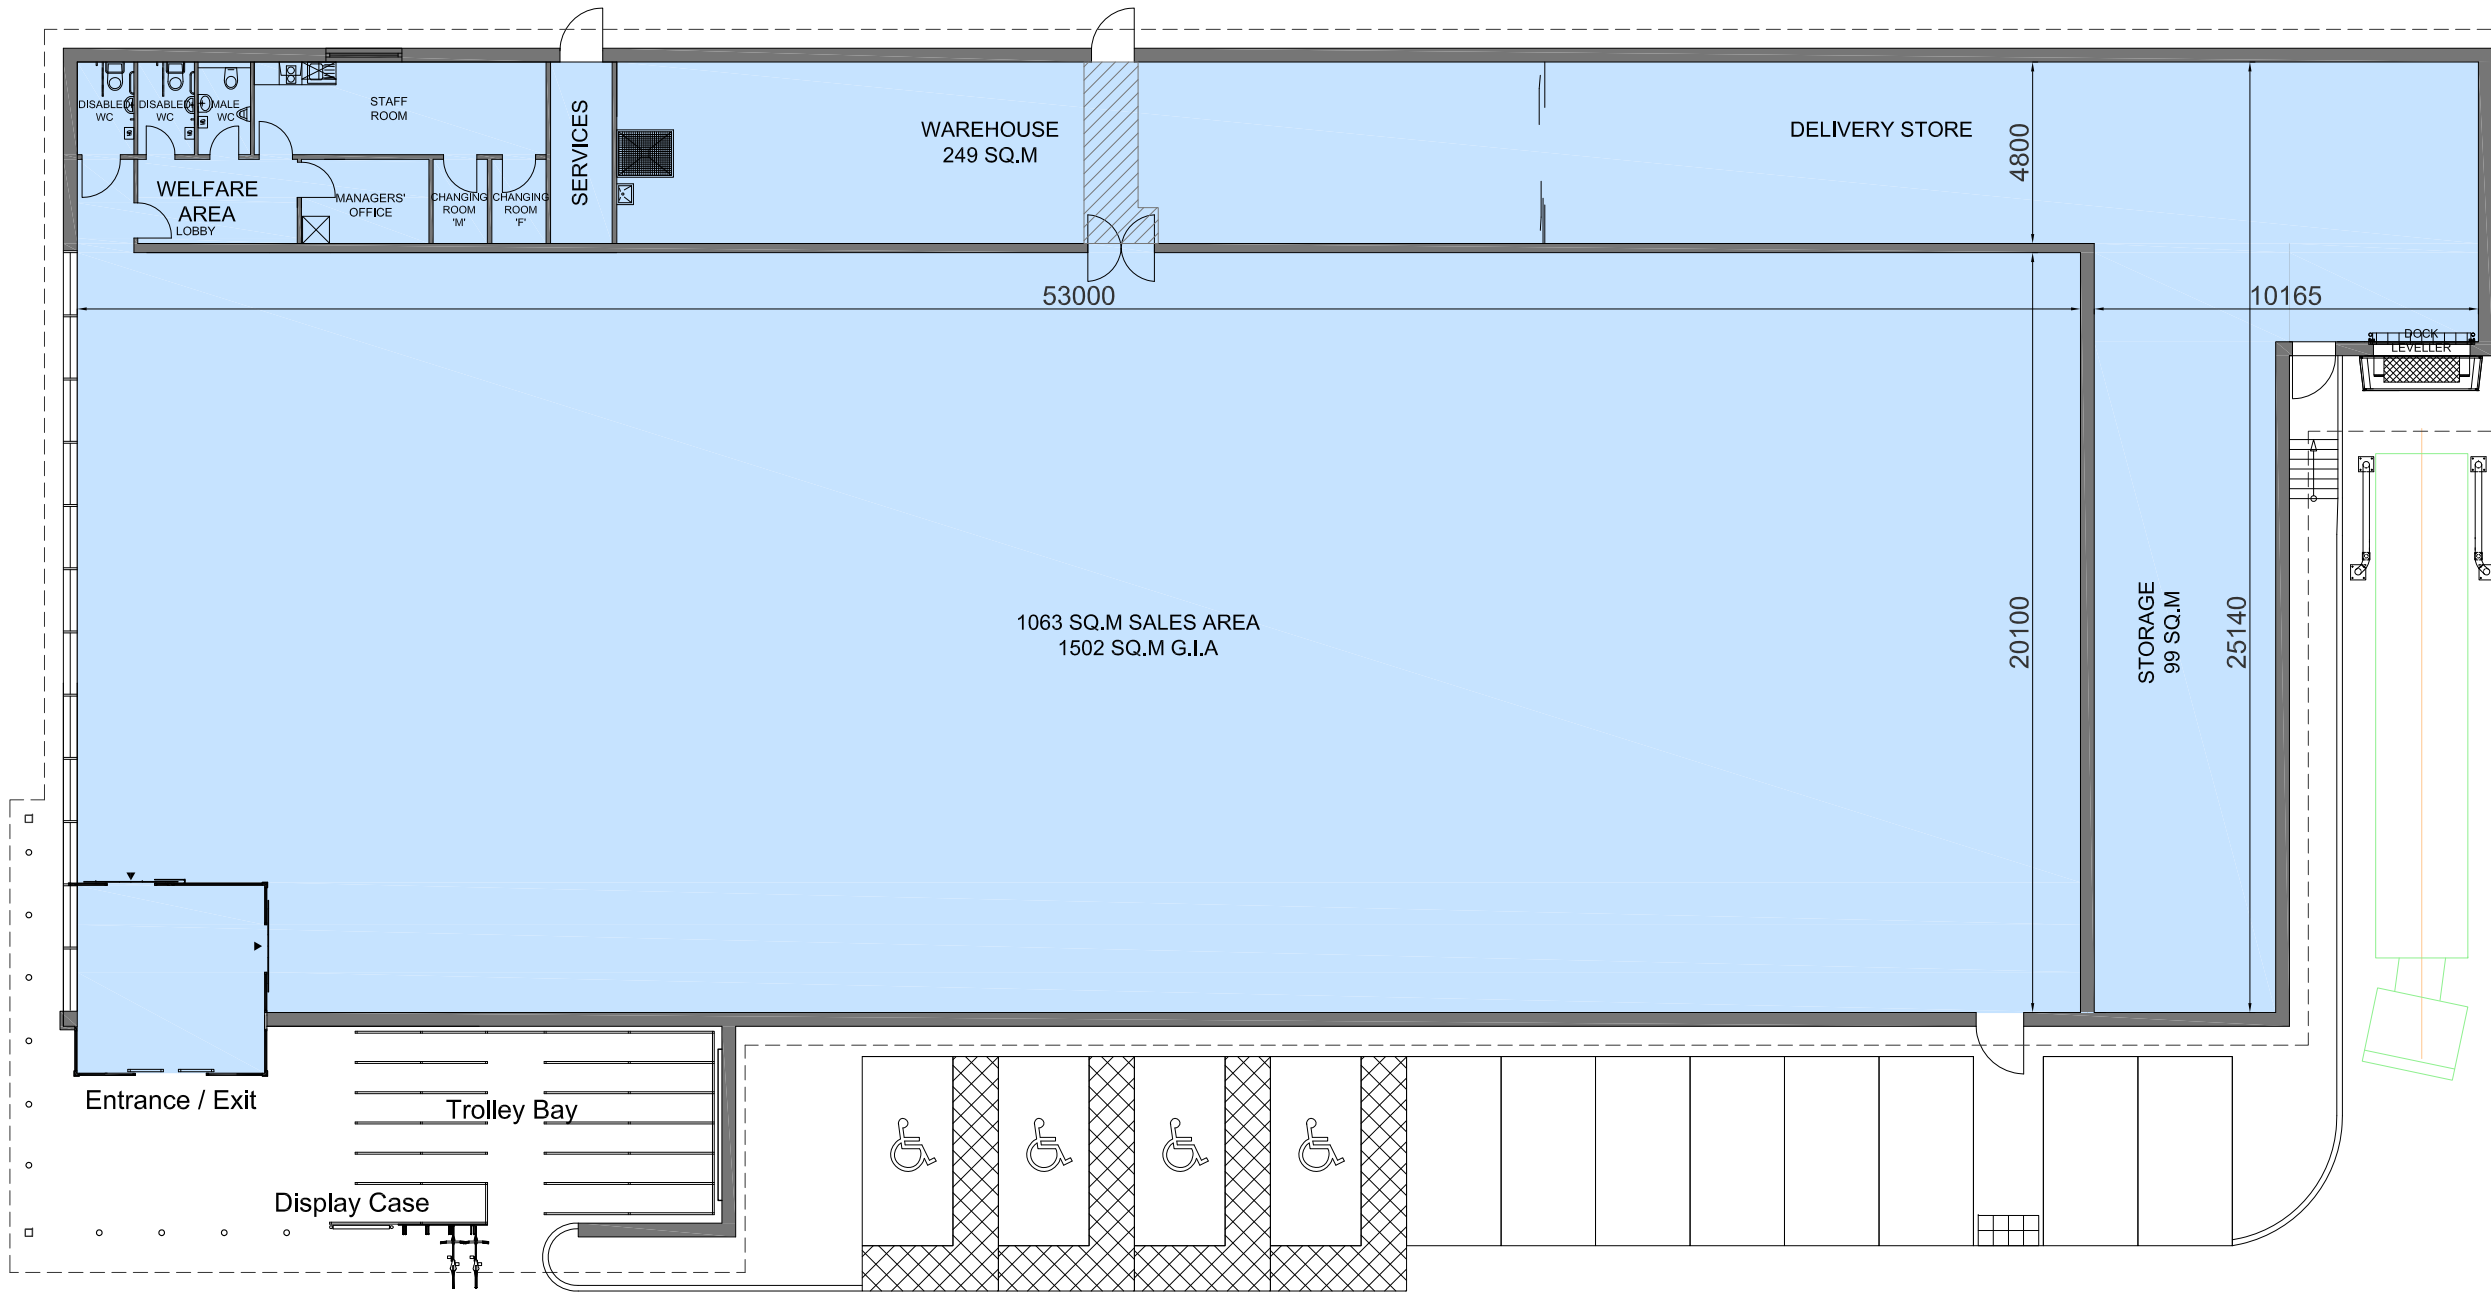 DISABLED
WC
DISABLED
WC
MALE
WC
STAFF
ROOM
SERVICES
WAREHOUSE
249 SQ.M
DELIVERY STORE
4800
WELFARE
AREA
LOBBY
MANAGERS'
OFFICE
CHANGING
ROOM
'M'
CHANGING
ROOM
'F'
53000
10165
DOCK
LEVELLER
1063 SQ.M SALES AREA
1502 SQ.M G.I.A
20100
STORAGE
99 SQ.M
25140
Entrance / Exit
Trolley Bay
Display Case